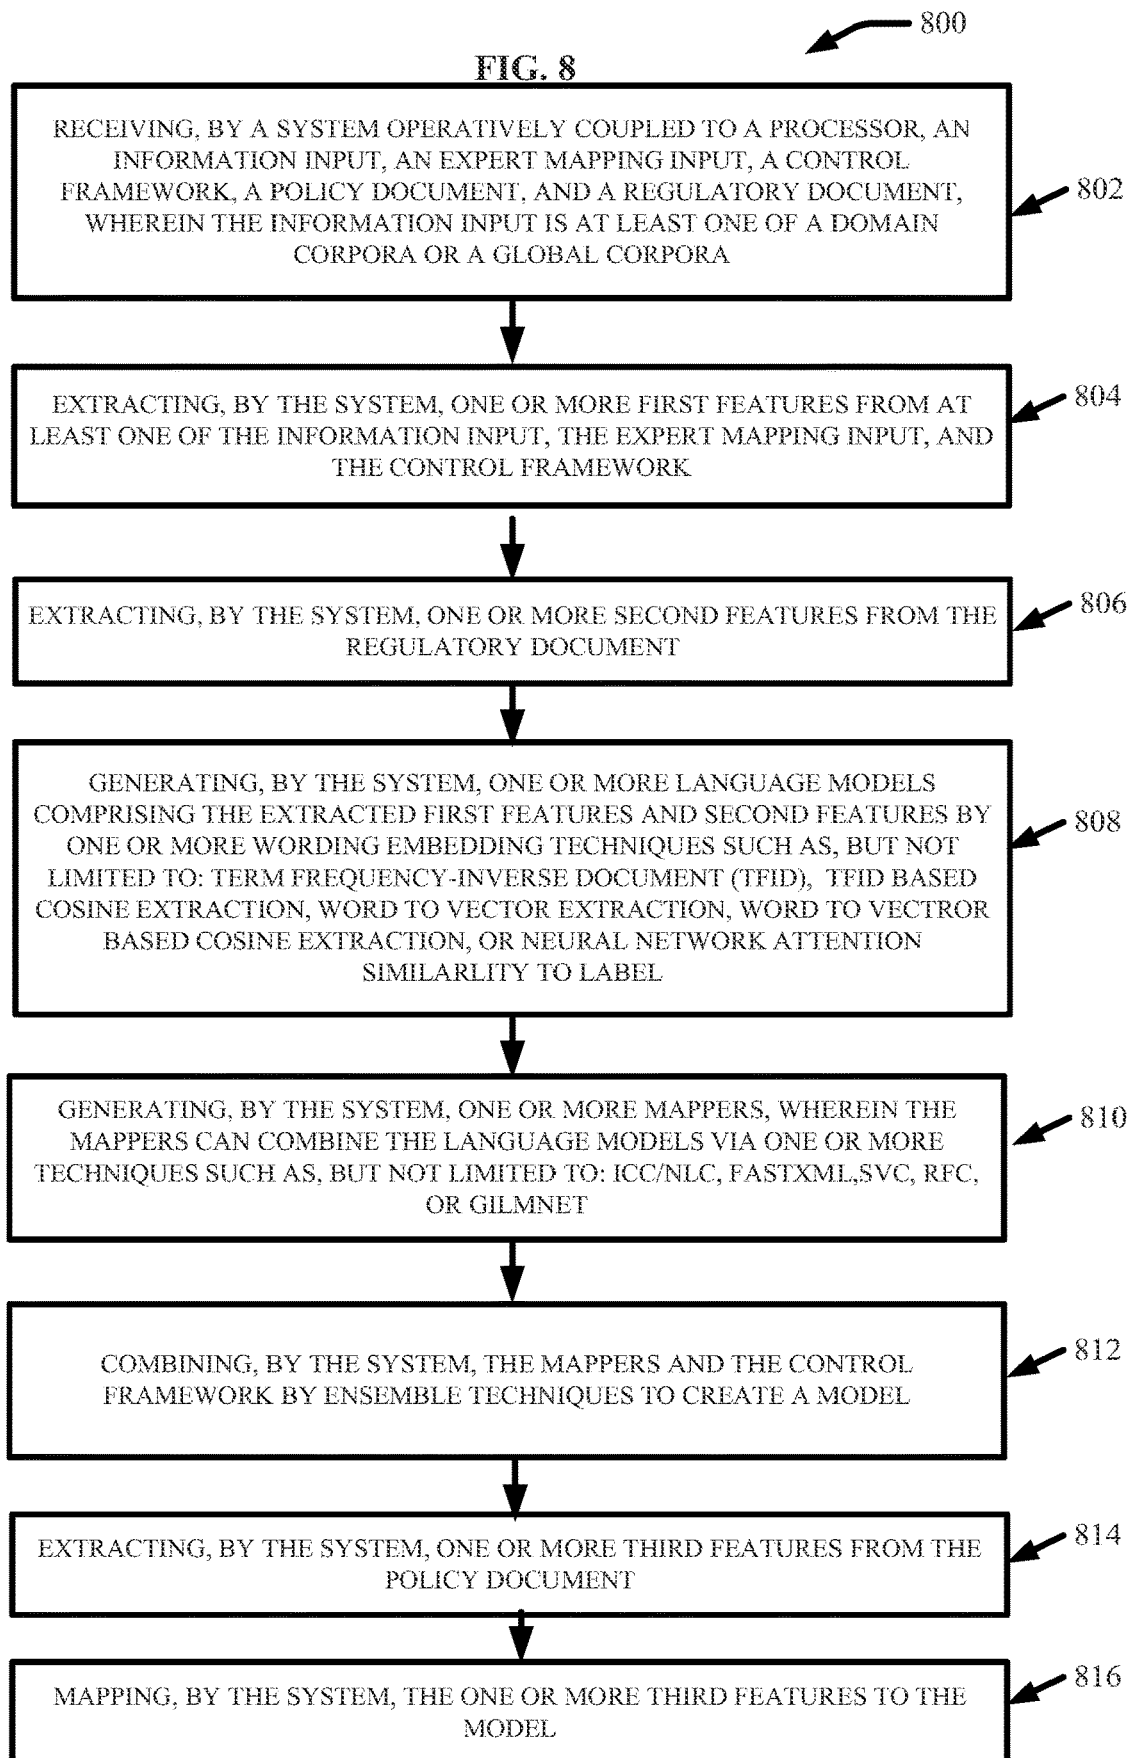 800
FIG. 8
RECEIVING, BY A SYSTEM OPERATIVELY COUPLED TO A PROCESSOR, AN
INFORMATION INPUT, AN EXPERT MAPPING INPUT, A CONTROL
FRAMEWORK, A POLICY DOCUMENT, AND A REGULATORY DOCUMENT,
WHEREIN THE INFORMATION INPUT IS AT LEAST ONE OF A DOMAIN
CORPORA OR A GLOBAL CORPORA
802
EXTRACTING, BY THE SYSTEM, ONE OR MORE FIRST FEATURES FROM AT
LEAST ONE OF THE INFORMATION INPUT, THE EXPERT MAPPING INPUT, AND
THE CONTROL FRAMEWORK
804
EXTRACTING, BY THE SYSTEM, ONE OR MORE SECOND FEATURES FROM THE
REGULATORY DOCUMENT
806
GENERATING, BY THE SYSTEM, ONE OR MORE LANGUAGE MODELS
COMPRISING THE EXTRACTED FIRST FEATURES AND SECOND FEATURES BY
ONE OR MORE WORDING EMBEDDING TECHNIQUES SUCH AS, BUT NOT
LIMITED TO: TERM FREQUENCY-INVERSE DOCUMENT (TFID), TFID BASED
COSINE EXTRACTION, WORD TO VECTOR EXTRACTION, WORD TO VECTROR
BASED COSINE EXTRACTION, OR NEURAL NETWORK ATTENTION
SIMILARLITY TO LABEL
808
GENERATING, BY THE SYSTEM, ONE OR MORE MAPPERS, WHEREIN THE
MAPPERS CAN COMBINE THE LANGUAGE MODELS VIA ONE OR MORE
TECHNIQUES SUCH AS, BUT NOT LIMITED TO: ICC/NLC, FASTXML,SVC, RFC,
OR GILMNET
810
COMBINING, BY THE SYSTEM, THE MAPPERS AND THE CONTROL
FRAMEWORK BY ENSEMBLE TECHNIQUES TO CREATE A MODEL
812
EXTRACTING, BY THE SYSTEM, ONE OR MORE THIRD FEATURES FROM THE
POLICY DOCUMENT
814
MAPPING, BY THE SYSTEM, THE ONE OR MORE THIRD FEATURES TO THE
MODEL
816